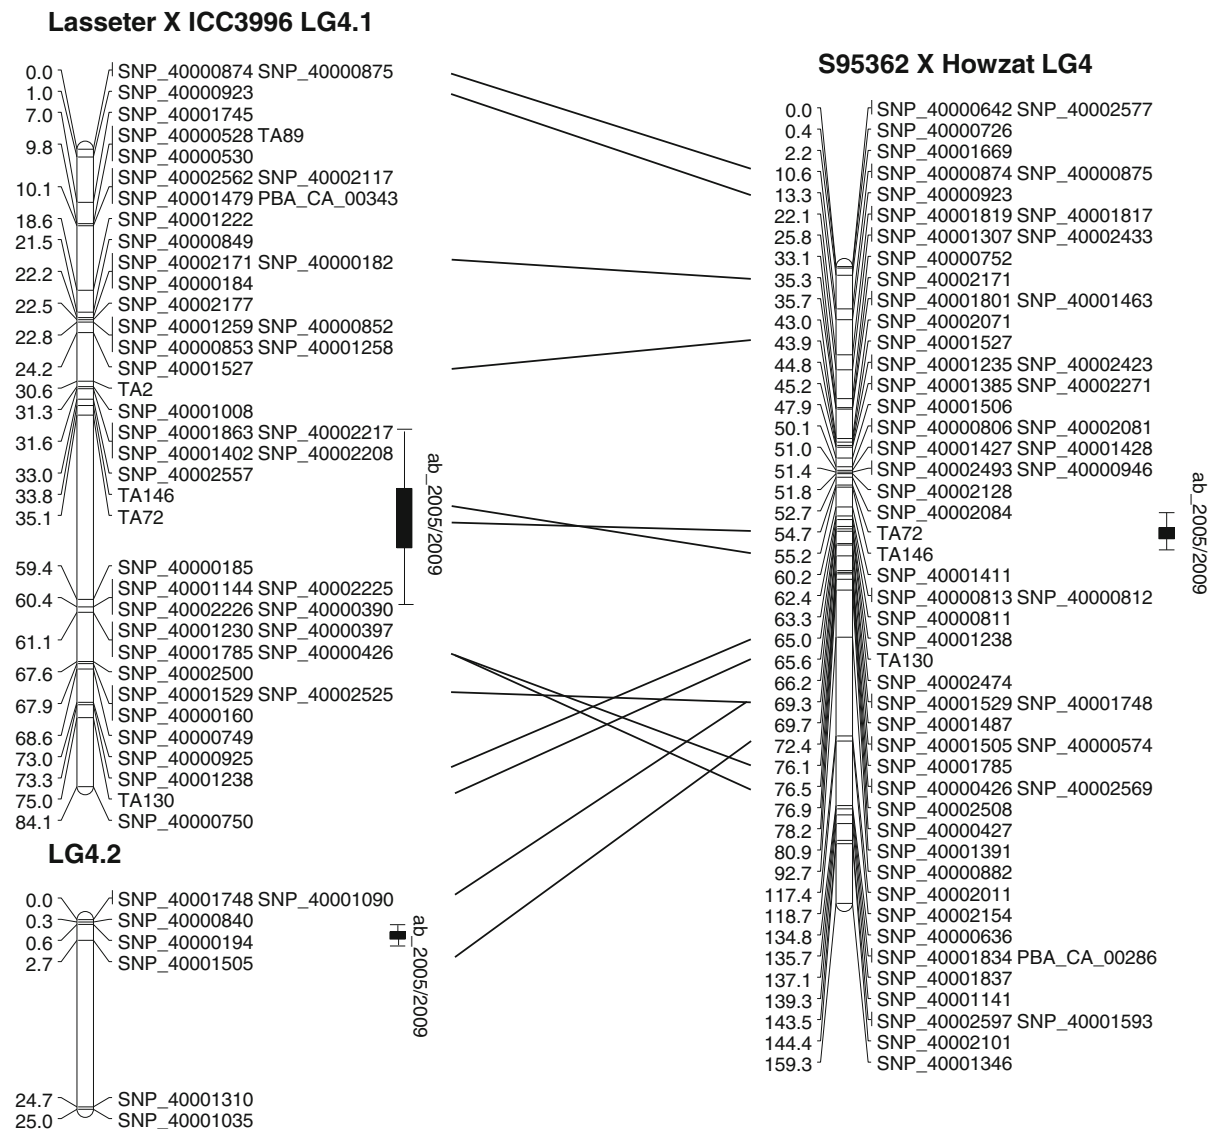 Lasseter X ICC3996 LG4.1
0.0 SNP_40000874 SNP_40000875
1.0 SNP_40000923
7.0 SNP_40001745
9.8 SNP_40000528 TA89
SNP_40000530
10.1 SNP_40002562 SNP_40002117
SNP_40001479 PBA_CA_00343
18.6 SNP_40001222
21.5 SNP_40000849
22.2 SNP_40002171 SNP_40000182
SNP_40000184
22.5 SNP_40002177
22.8 SNP_40001259 SNP_40000852
SNP_40000853 SNP_40001258
24.2 SNP_40001527
30.6 TA2
31.3 SNP_40001008
31.6 SNP_40001863 SNP_40002217
SNP_40001402 SNP_40002208
33.0 SNP_40002557
33.8 TA146
35.1 TA72
59.4 SNP_40000185
60.4 SNP_40001144 SNP_40002225
SNP_40002226 SNP_40000390
61.1 SNP_40001230 SNP_40000397
SNP_40001785 SNP_40000426
67.6 SNP_40002500
67.9 SNP_40001529 SNP_40002525
SNP_40000160
68.6 SNP_40000749
73.0 SNP_40000925
73.3 SNP_40001238
75.0 TA130
84.1 SNP_40000750
ab_2005/2009
LG4.2
0.0 SNP_40001748 SNP_40001090
0.3 SNP_40000840
0.6 SNP_40000194
2.7 SNP_40001505
24.7 SNP_40001310
25.0 SNP_40001035
ab_2005/2009
S95362 X Howzat LG4
0.0 SNP_40000642 SNP_40002577
0.4 SNP_40000726
2.2 SNP_40001669
10.6 SNP_40000874 SNP_40000875
13.3 SNP_40000923
22.1 SNP_40001819 SNP_40001817
25.8 SNP_40001307 SNP_40002433
33.1 SNP_40000752
35.3 SNP_40002171
35.7 SNP_40001801 SNP_40001463
43.0 SNP_40002071
43.9 SNP_40001527
44.8 SNP_40001235 SNP_40002423
45.2 SNP_40001385 SNP_40002271
47.9 SNP_40001506
50.1 SNP_40000806 SNP_40002081
51.0 SNP_40001427 SNP_40001428
51.4 SNP_40002493 SNP_40000946
51.8 SNP_40002128
52.7 SNP_40002084
54.7 TA72
55.2 TA146
60.2 SNP_40001411
62.4 SNP_40000813 SNP_40000812
63.3 SNP_40000811
65.0 SNP_40001238
65.6 TA130
66.2 SNP_40002474
69.3 SNP_40001529 SNP_40001748
69.7 SNP_40001487
72.4 SNP_40001505 SNP_40000574
76.1 SNP_40001785
76.5 SNP_40000426 SNP_40002569
76.9 SNP_40002508
78.2 SNP_40000427
80.9 SNP_40001391
92.7 SNP_40000882
117.4 SNP_40002011
118.7 SNP_40002154
134.8 SNP_40000636
135.7 SNP_40001834 PBA_CA_00286
137.1 SNP_40001837
139.3 SNP_40001141
143.5 SNP_40002597 SNP_40001593
144.4 SNP_40002101
159.3 SNP_40001346
ab_2005/2009